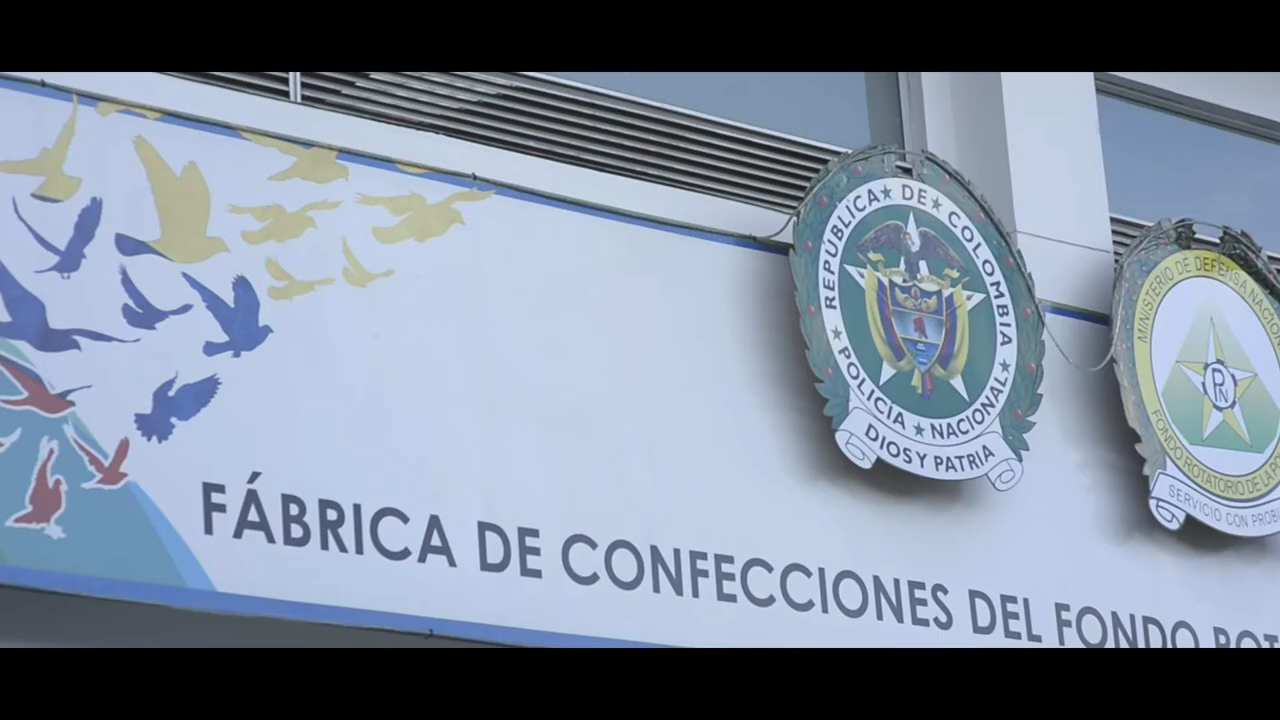 REPÚBLICA DE COLOMBIA
POLICÍA NACIONAL
DIOS Y PATRIA
MINISTERIO DE DEFENSA
PN
FONDO ROTATORIO DE LA
SERVICIO CON
FÁBRICA DE CONFECCIONES DEL FONDO